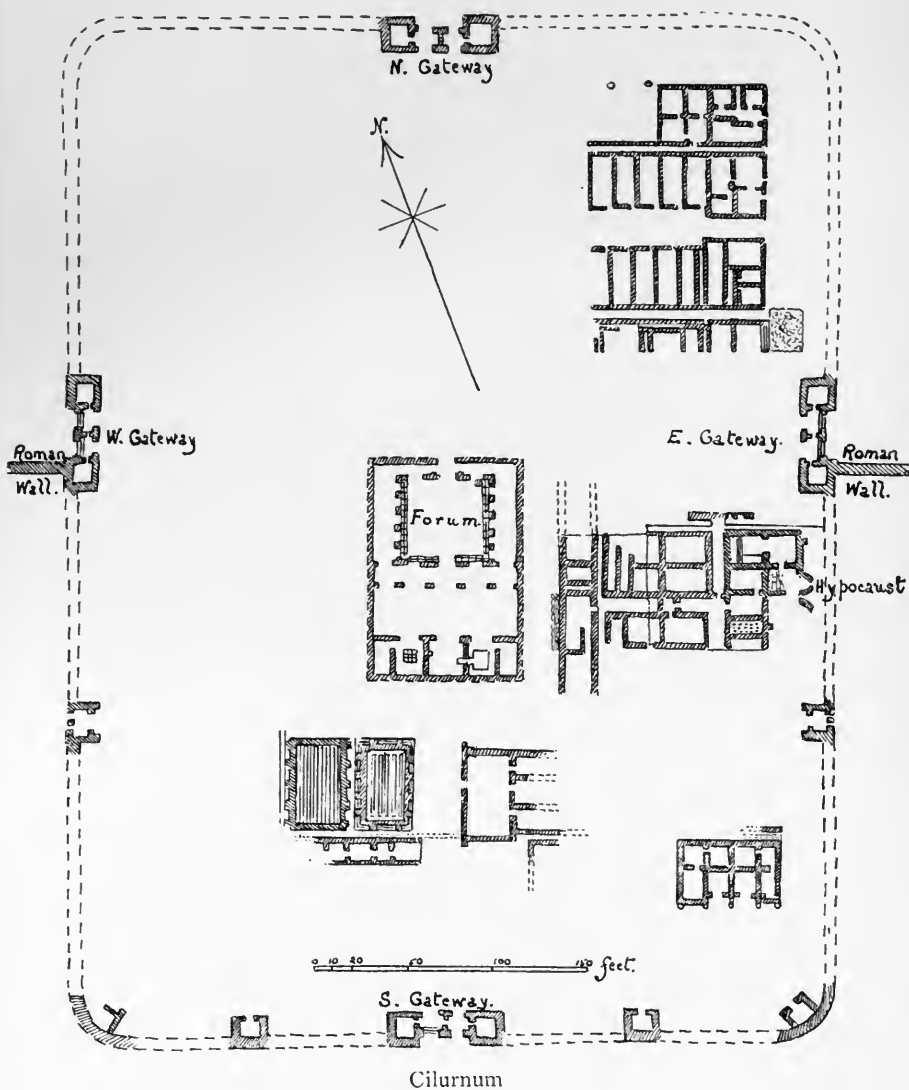 N. Gateway
N.
W. Gateway
E. Gateway.
Roman
Wall.
Roman
Wall.
Forum.
Hypocaust
0 10 20 50 100 150 feet.
S. Gateway.
Cilurnum